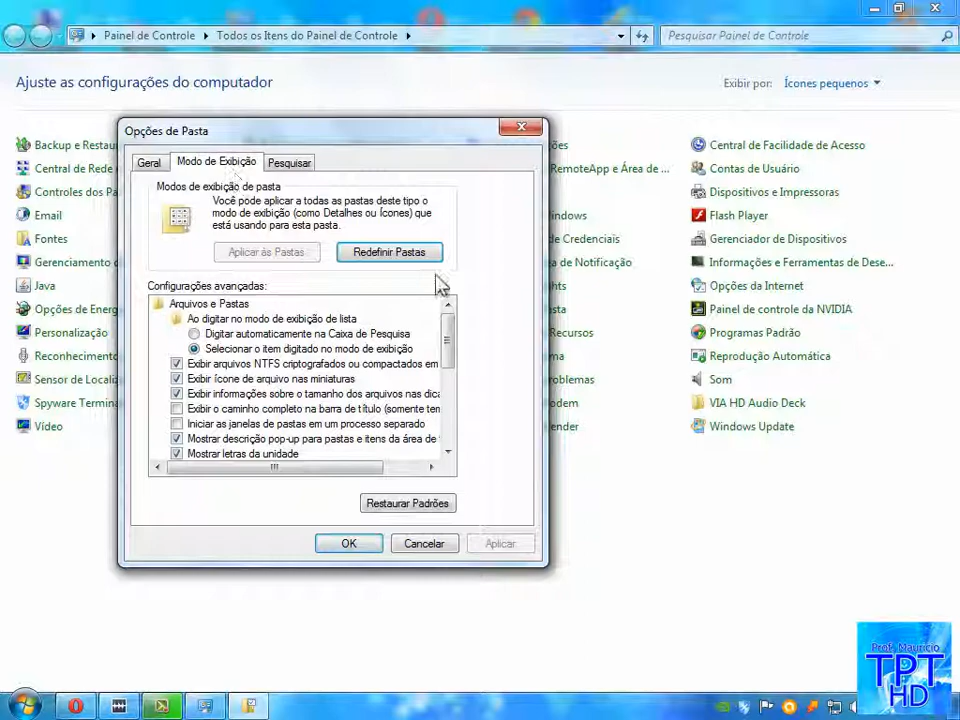 Painel de Controle
Todos os Itens do Painel de Controle
Pesquisar Painel de Controle
Ajuste as configurações do computador
Exibir por:
Ícones pequenos
Backup e Restau
Central de Rede
Controles dos Pa
Email
Fontes
Gerenciamento
Java
Opções de Energ
Personalização
Reconhecimento
Sensor de Locali
Spyware Termin
Vídeo
Opções de Pasta
Geral
Modo de Exibição
Pesquisar
Modos de exibição de pasta
Você pode aplicar a todas as pastas deste tipo o
modo de exibição (como Detalhes ou Ícones) que
está usando para esta pasta.
Aplicar às Pastas
Redefinir Pastas
Configurações avançadas:
Arquivos e Pastas
Ao digitar no modo de exibição de lista
Digitar automaticamente na Caixa de Pesquisa
Selecionar o item digitado no modo de exibição
Exibir arquivos NTFS criptografados ou compactados em
Exibir ícone de arquivo nas miniaturas
Exibir informações sobre o tamanho dos arquivos nas dica
Exibir o caminho completo na barra de título (somente tem
Iniciar as janelas de pastas em um processo separado
Mostrar descrição pop-up para pastas e itens da área de
Mostrar letras da unidade
Restaurar Padrões
OK
Cancelar
Aplicar
ões
RemoteApp e Área de ...
indows
de Credenciais
de Notificação
hts
sta
Recursos
ma
oblemas
odem
ender
Central de Facilidade de Acesso
Contas de Usuário
Dispositivos e Impressoras
Flash Player
Gerenciador de Dispositivos
Informações e Ferramentas de Dese...
Opções da Internet
Painel de controle da NVIDIA
Programas Padrão
Reprodução Automática
Som
VIA HD Audio Deck
Windows Update
Prof. Mauricio
TPT
HD